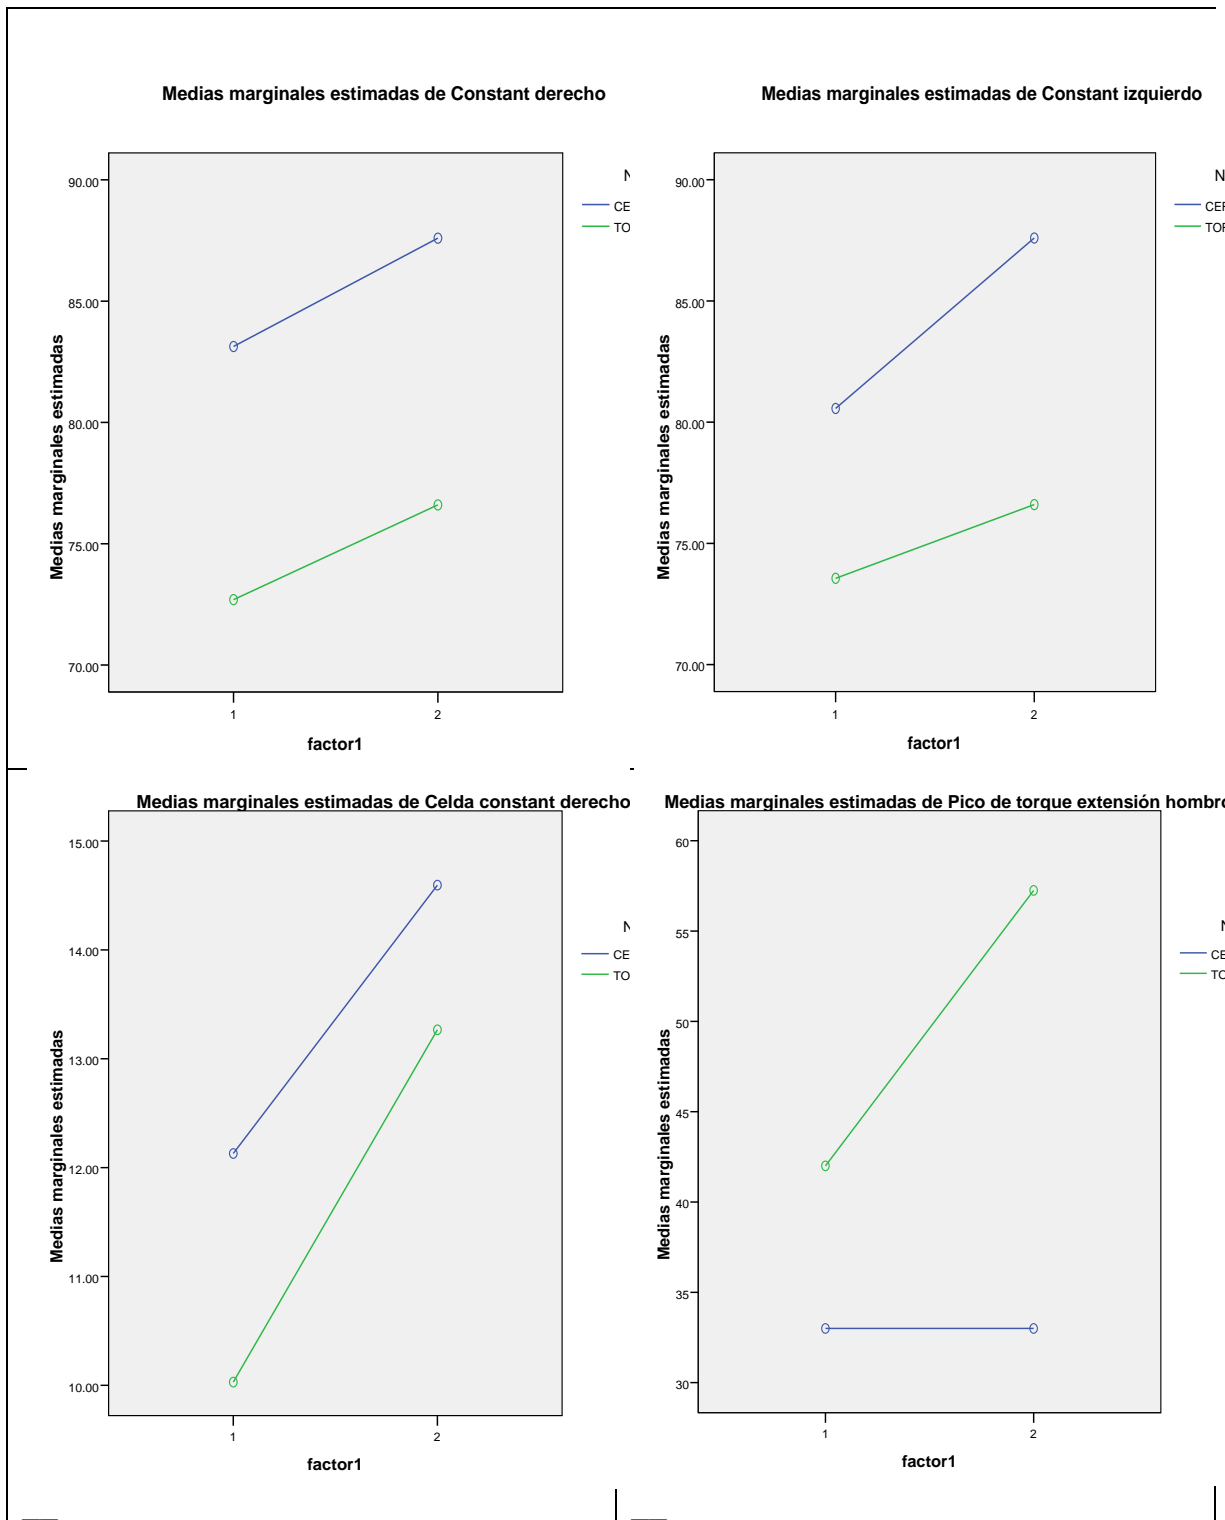 Medias marginales estimadas de Constant derecho
Medias marginales estimadas
90.00
85.00
80.00
75.00
70.00
1
2
factor1
N
CE
TO
Medias marginales estimadas de Constant izquierdo
Medias marginales estimadas
90.00
85.00
80.00
75.00
70.00
1
2
factor1
N
CER
TOR
Medias marginales estimadas de Celda constant derecho
Medias marginales estimadas
15.00
14.00
13.00
12.00
11.00
10.00
1
2
factor1
N
CE
TO
Medias marginales estimadas de Pico de torque extensión hombro
Medias marginales estimadas
60
55
50
45
40
35
30
1
2
factor1
N
CE
TO